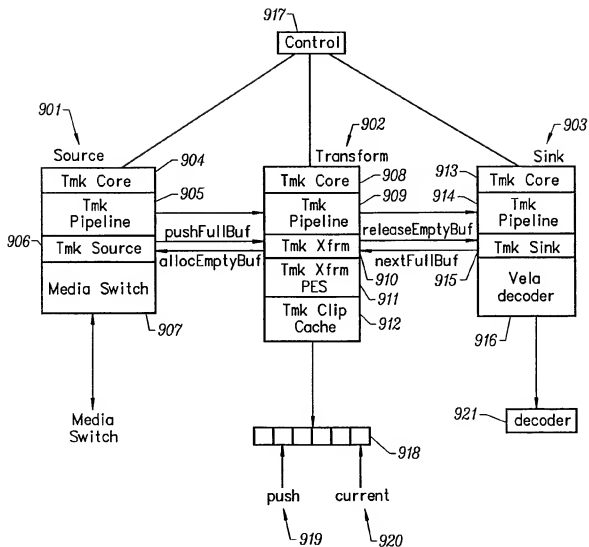 917
Control
901
902
903
Source
Transform
Sink
904
908
913
Tmk Core
Tmk Core
Tmk Core
905
909
914
Tmk
Pipeline
Tmk
Pipeline
Tmk
Pipeline
906
pushFullBuf
releaseEmptyBuf
Tmk Source
Tmk Xfrm
Tmk Sink
allocEmptyBuf
nextFullBuf
910
915
Media Switch
Tmk Xfrm
PES
Vela
decoder
911
907
Tmk Clip
Cache
912
916
Media
Switch
921
decoder
918
push
current
919
920